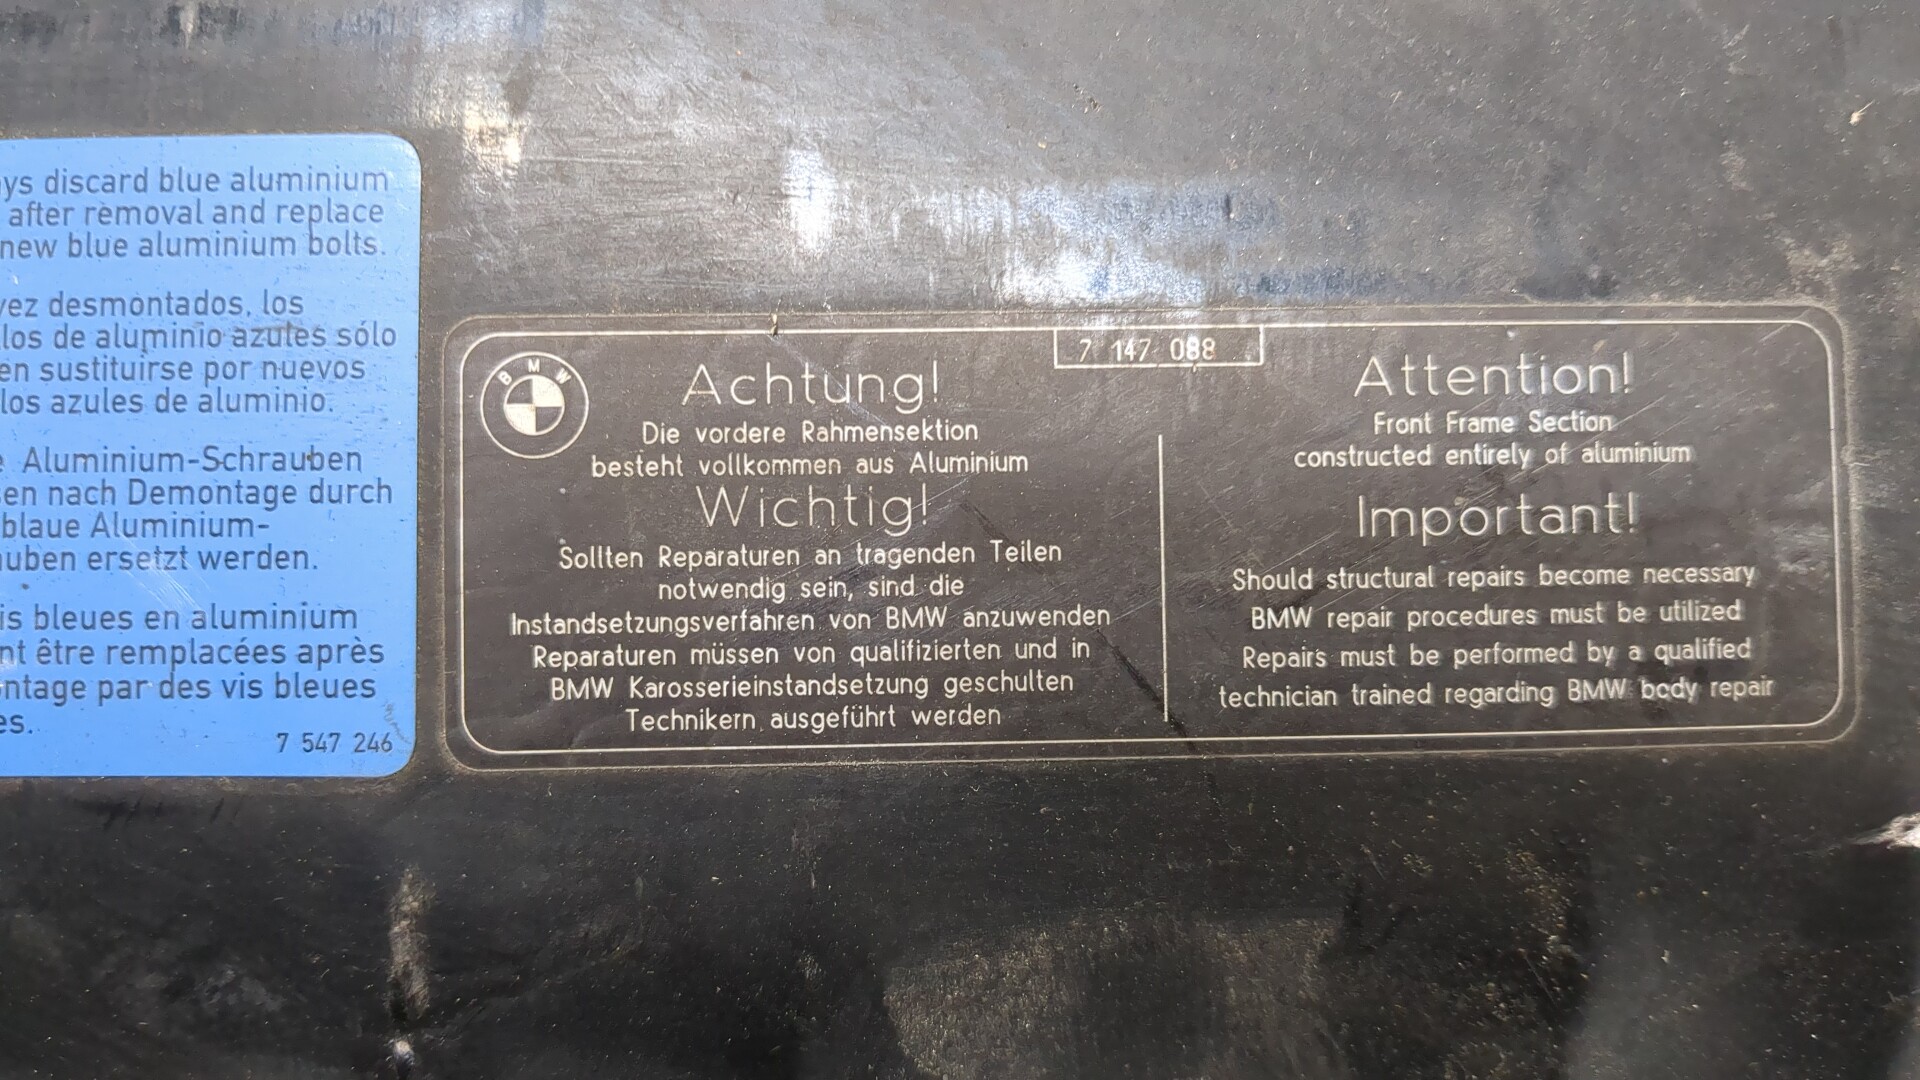 ys discard blue aluminium
after removal and replace
new blue aluminium bolts.
vez desmontados, los
los de aluminio azules sólo
en sustituirse por nuevos
los azules de aluminio.
e Aluminium-Schrauben
sen nach Demontage durch
blaue Aluminium-
auben ersetzt werden.
is bleues en aluminium
nt être remplacées après
ntage par des vis bleues
es.
7 547 246
BMW
7 147 088
Achtung!
Die vordere Rahmensektion
besteht vollkommen aus Aluminium
Wichtig!
Sollten Reparaturen an tragenden Teilen
notwendig sein, sind die
Instandsetzungsverfahren von BMW anzuwenden
Reparaturen müssen von qualifizierten und in
BMW Karosserieinstandsetzung geschulten
Technikern ausgeführt werden
Attention!
Front Frame Section
constructed entirely of aluminium
Important!
Should structural repairs become necessary
BMW repair procedures must be utilized
Repairs must be performed by a qualified
technician trained regarding BMW body repair